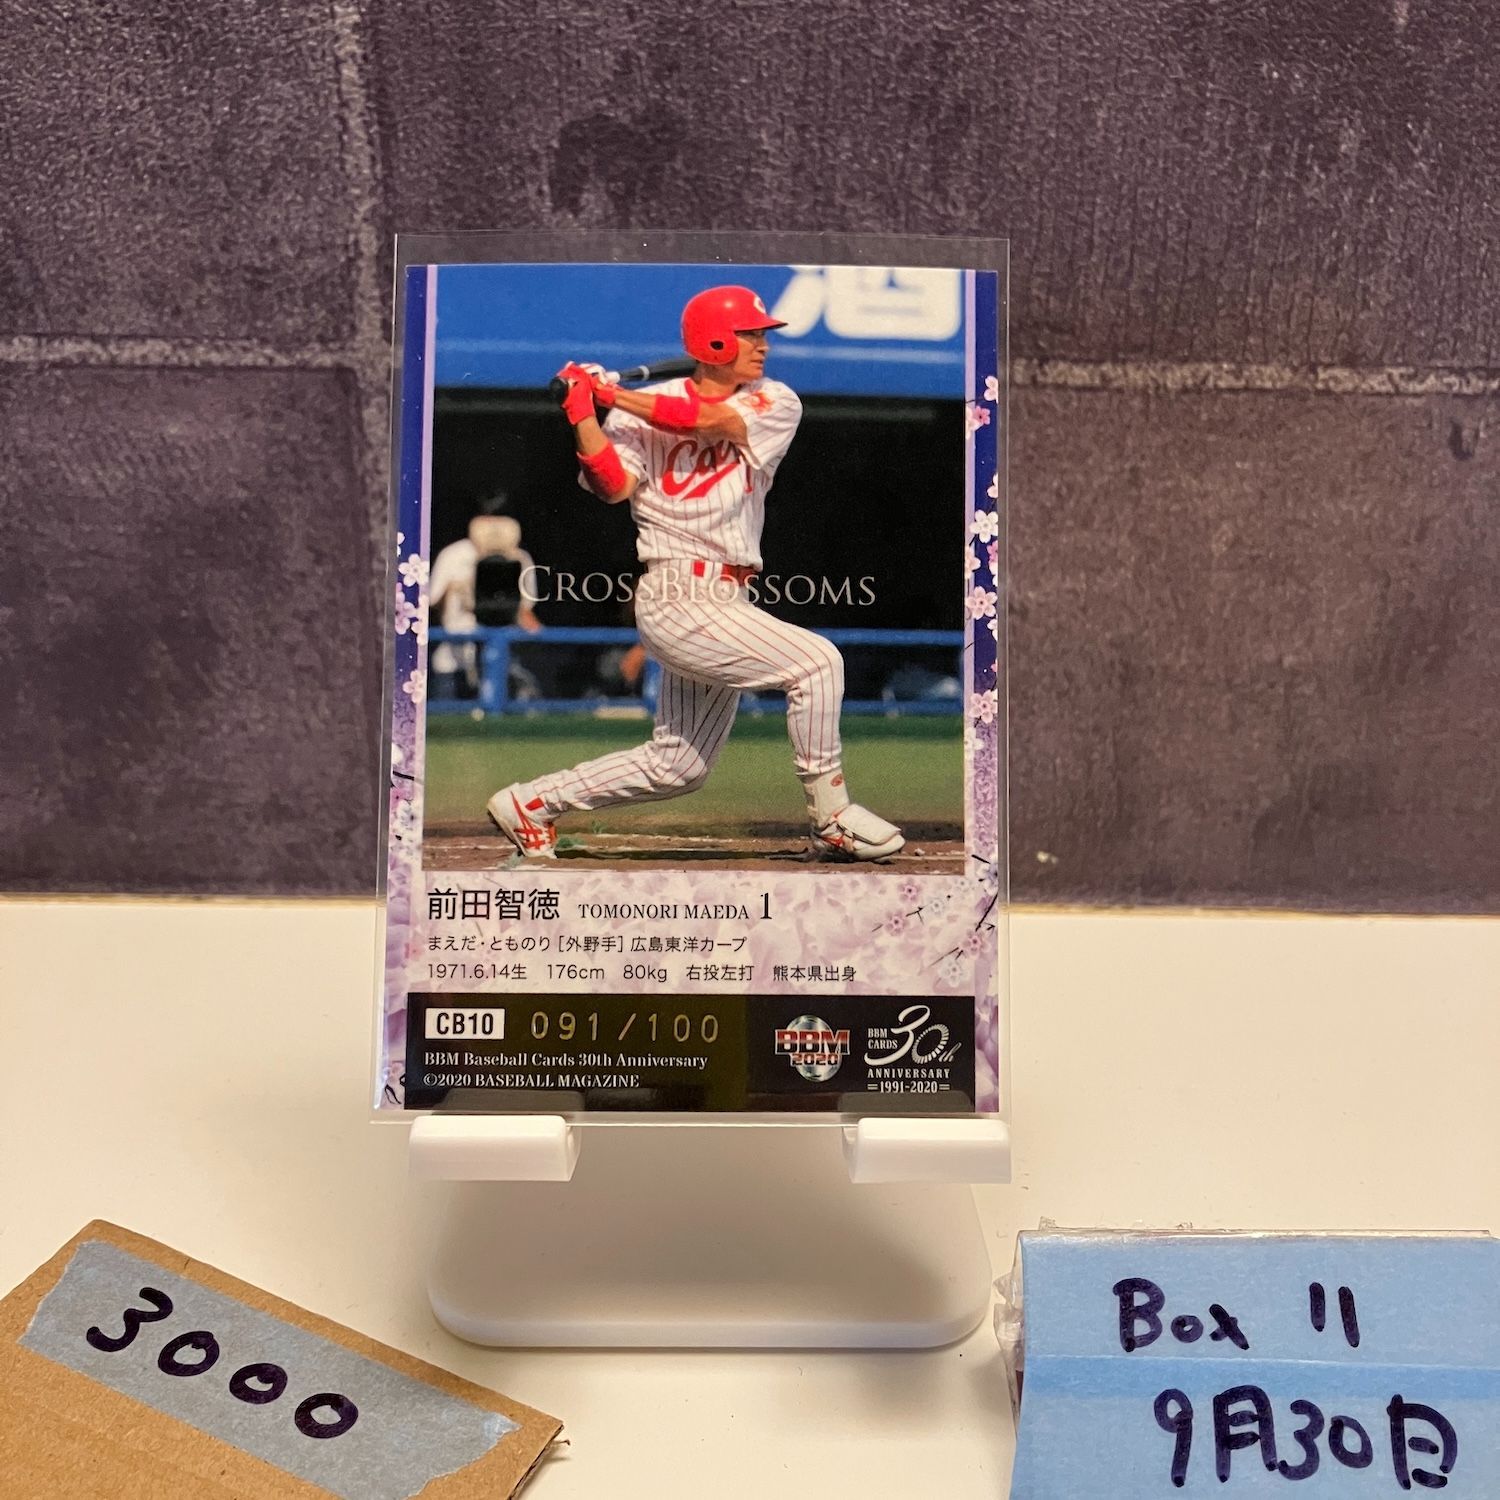 酒
C
Carp
CROSSBLOSSOMS
前田智徳 TOMONORI MAEDA 1
まえだ・とものり [外野手] 広島東洋カープ
1971.6.14生 176cm 80kg 右投左打 熊本県出身
CB10 091/100
BBM Baseball Cards 30th Anniversary
©2020 BASEBALL MAGAZINE
BBM
2020
BBM
CARDS
30th
ANNIVERSARY
=1991-2020=
3000
Box 11
9月30日